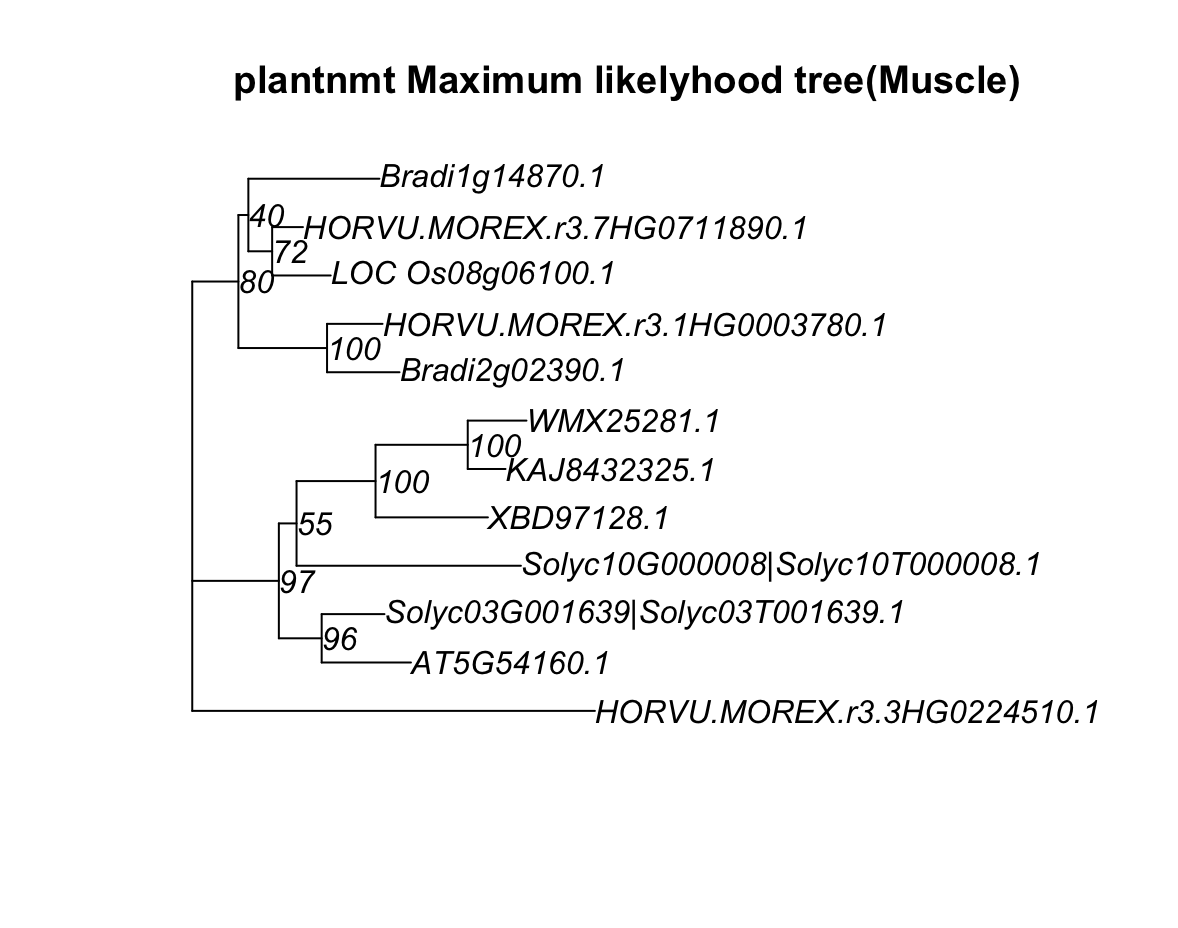 plantnmt Maximum likelyhood tree(Muscle)
Bradi1g14870.1
40
HORVU.MOREX.r3.7HG0711890.1
72
LOC Os08g06100.1
80
HORVU.MOREX.r3.1HG0003780.1
100
Bradi2g02390.1
WMX25281.1
100
KAJ8432325.1
100
XBD97128.1
55
Solyc10G000008|Solyc10T000008.1
97
Solyc03G001639|Solyc03T001639.1
96
AT5G54160.1
HORVU.MOREX.r3.3HG0224510.1